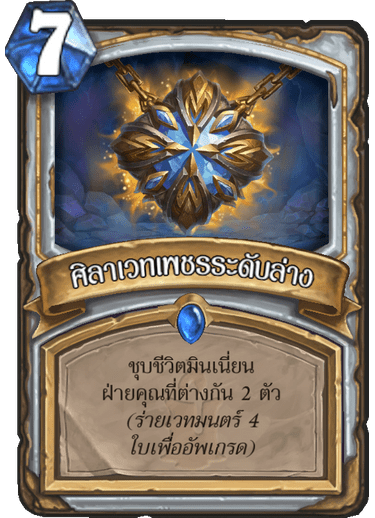 7
ศิลาเวทเพชรระดับล่าง
ชุบชีวิตมินเนี่ยน
ฝ่ายคุณที่ต่างกัน 2 ตัว
(ร่ายเวทมนตร์ 4
ใบเพื่ออัพเกรด)